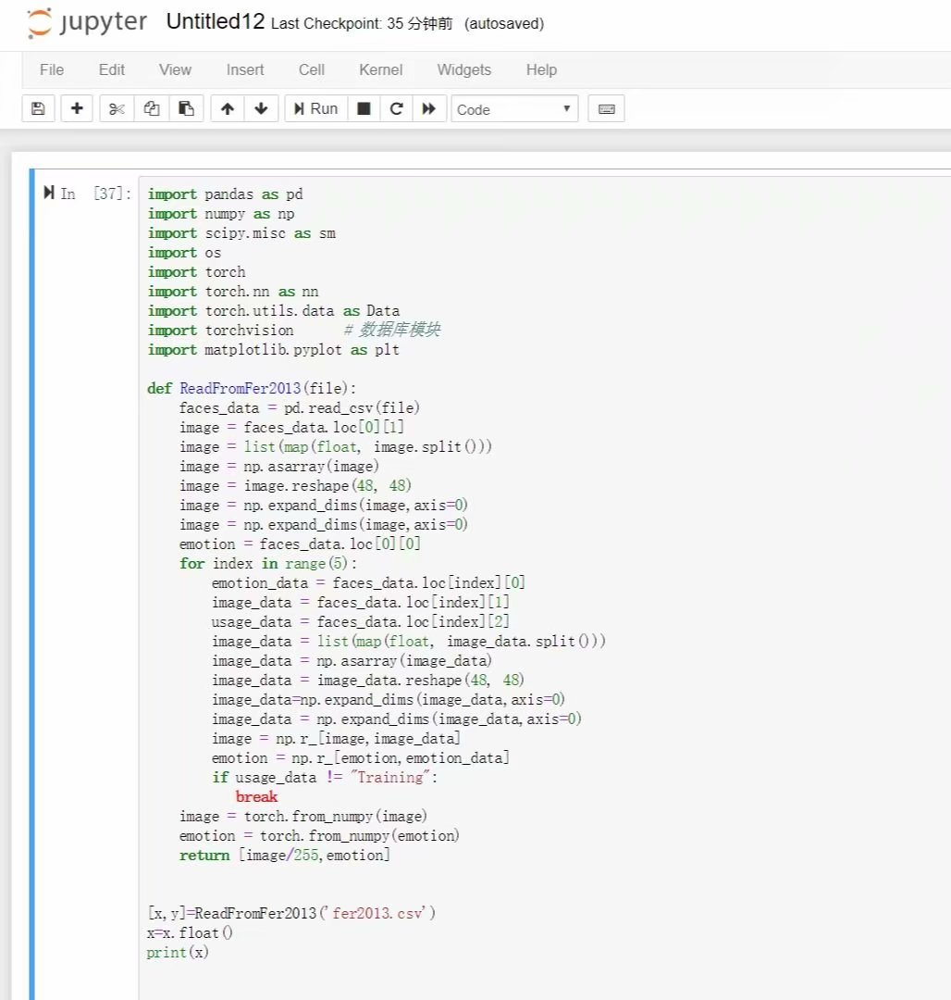 jupyter Untitled12 Last Checkpoint: 35 分钟前 (autosaved)
File Edit View Insert Cell Kernel Widgets Help
Run Code
In [37]:
import pandas as pd
import numpy as np
import scipy.misc as sm
import os
import torch
import torch.nn as nn
import torch.utils.data as Data
import torchvision      # 数据库模块
import matplotlib.pyplot as plt
def ReadFromFer2013(file):
    faces_data = pd.read_csv(file)
    image = faces_data.loc[0][1]
    image = list(map(float, image.split()))
    image = np.asarray(image)
    image = image.reshape(48, 48)
    image = np.expand_dims(image,axis=0)
    image = np.expand_dims(image,axis=0)
    emotion = faces_data.loc[0][0]
    for index in range(5):
        emotion_data = faces_data.loc[index][0]
        image_data = faces_data.loc[index][1]
        usage_data = faces_data.loc[index][2]
        image_data = list(map(float, image_data.split()))
        image_data = np.asarray(image_data)
        image_data = image_data.reshape(48, 48)
        image_data=np.expand_dims(image_data,axis=0)
        image_data = np.expand_dims(image_data,axis=0)
        image = np.r_[image,image_data]
        emotion = np.r_[emotion,emotion_data]
        if usage_data != "Training":
           break
    image = torch.from_numpy(image)
    emotion = torch.from_numpy(emotion)
    return [image/255,emotion]
[x,y]=ReadFromFer2013('fer2013.csv')
x=x.float()
print(x)